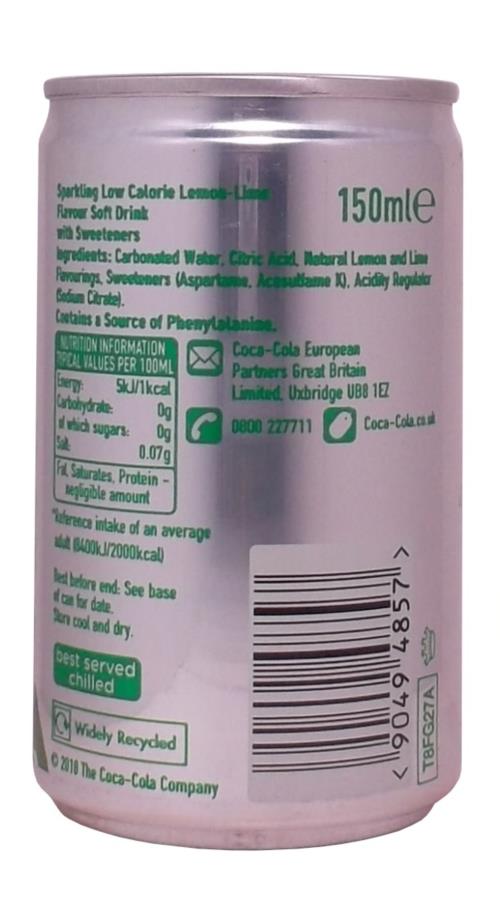 Sparkling Low Calorie Lemon-Lime
Flavour Soft Drink
with Sweeteners
150mle
Ingredients: Carbonated Water, Citric Acid, Natural Lemon and Lime
Flavourings, Sweeteners (Aspartame, Acesulfame K), Acidity Regulator
(Sodium Citrate).
Contains a Source of Phenylalanine.
NUTRITION INFORMATION
TYPICAL VALUES PER 100ML
Energy: 5kJ/1kcal
Carbohydrate: 0g
of which sugars: 0g
Salt: 0.07g
Fat, Saturates, Protein –
negligible amount
Coca-Cola European
Partners Great Britain
Limited, Uxbridge UB8 1EZ
0800 227711
Coca-Cola.co.uk
*Reference intake of an average
adult (8400kJ/2000kcal)
Best before end: See base
of can for date.
Store cool and dry.
best served
chilled
Widely Recycled
© 2018 The Coca-Cola Company
< 9049 4857 >
T8FG27A